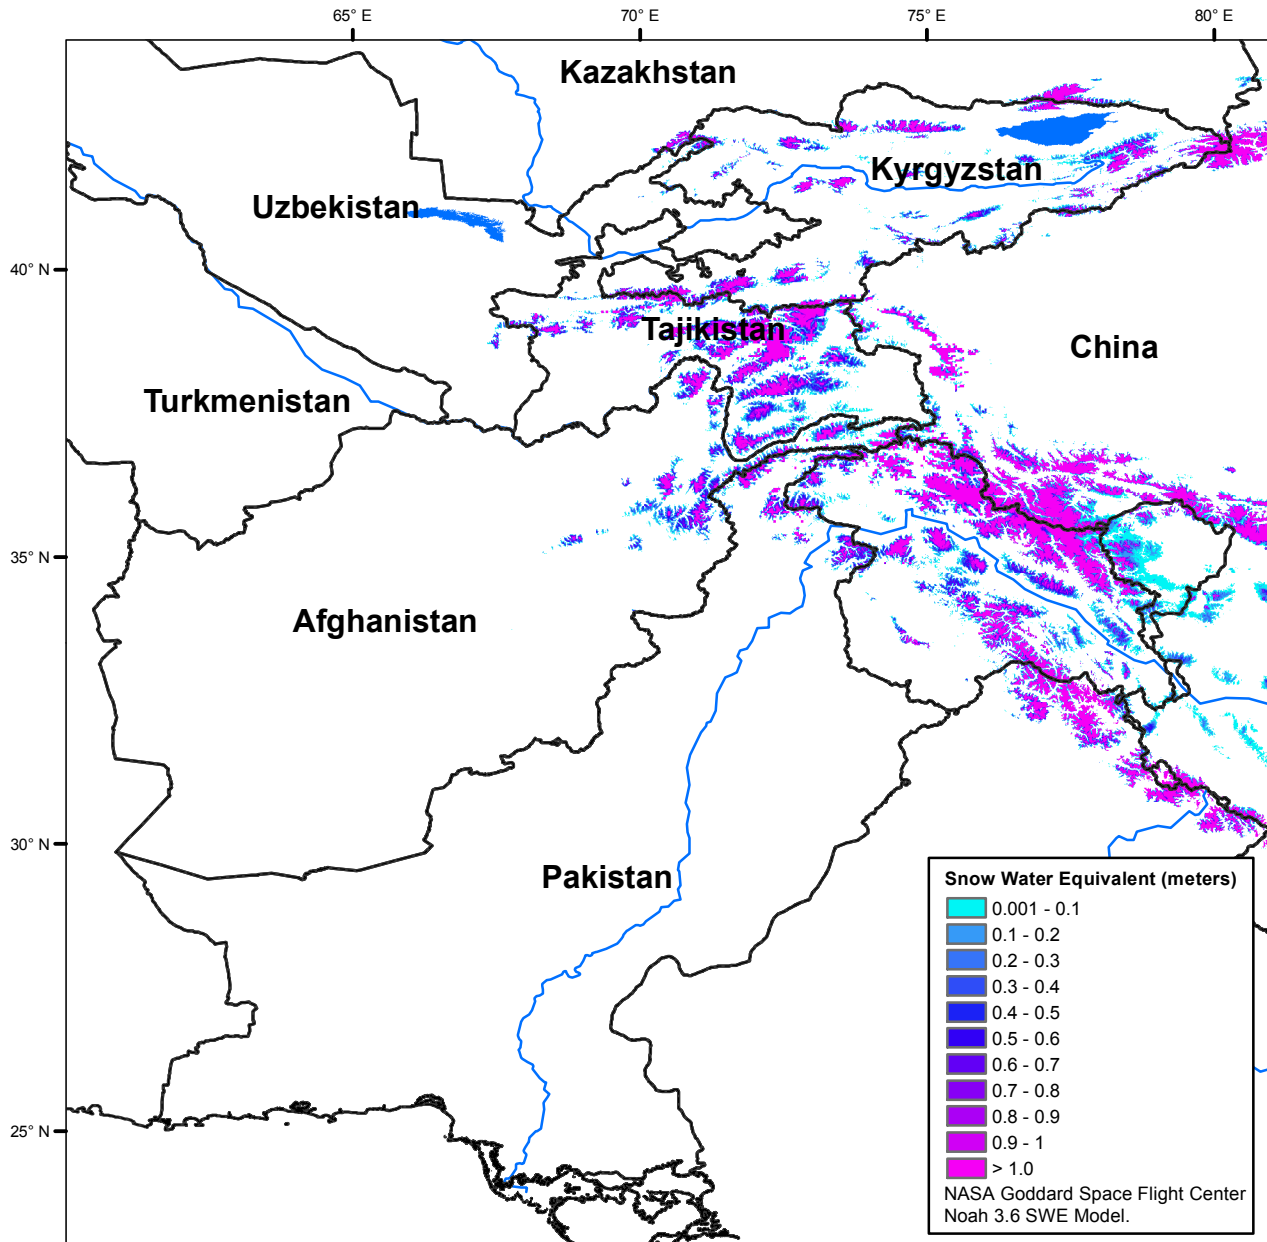 65° E
70° E
75° E
80° E
Kazakhstan
Kyrgyzstan
Uzbekistan
40° N
Tajikistan
China
Turkmenistan
35° N
Afghanistan
30° N
Pakistan
25° N
Snow Water Equivalent (meters)
0.001 - 0.1
0.1 - 0.2
0.2 - 0.3
0.3 - 0.4
0.4 - 0.5
0.5 - 0.6
0.6 - 0.7
0.7 - 0.8
0.8 - 0.9
0.9 - 1
> 1.0
NASA Goddard Space Flight Center
Noah 3.6 SWE Model.